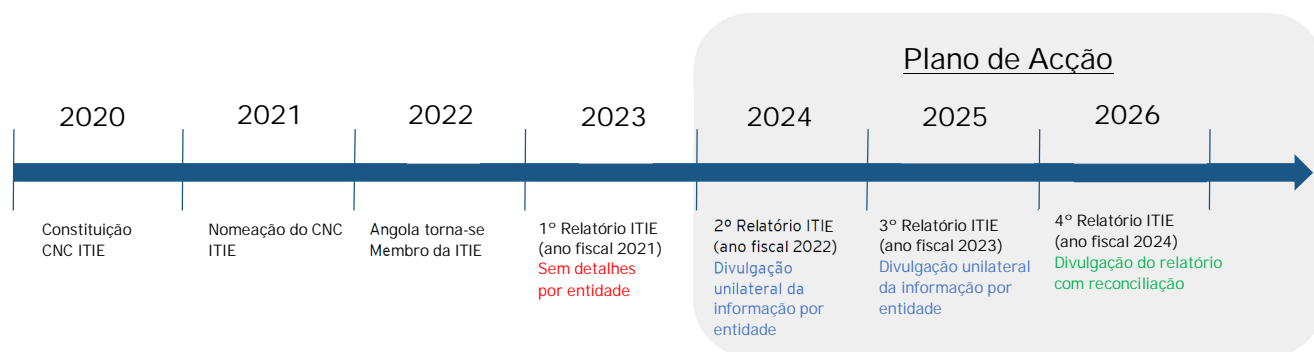 Plano de Acção
2020
2021
2022
2023
2024
2025
2026
Constituição
CNC ITIE
Nomeação do CNC
ITIE
Angola torna-se
Membro da ITIE
1º Relatório ITIE
(ano fiscal 2021)
Sem detalhes
por entidade
2º Relatório ITIE
(ano fiscal 2022)
Divulgação
unilateral da
informação por
entidade
3º Relatório ITIE
(ano fiscal 2023)
Divulgação unilateral
da informação por
entidade
4º Relatório ITIE
(ano fiscal 2024)
Divulgação do relatório
com reconciliação